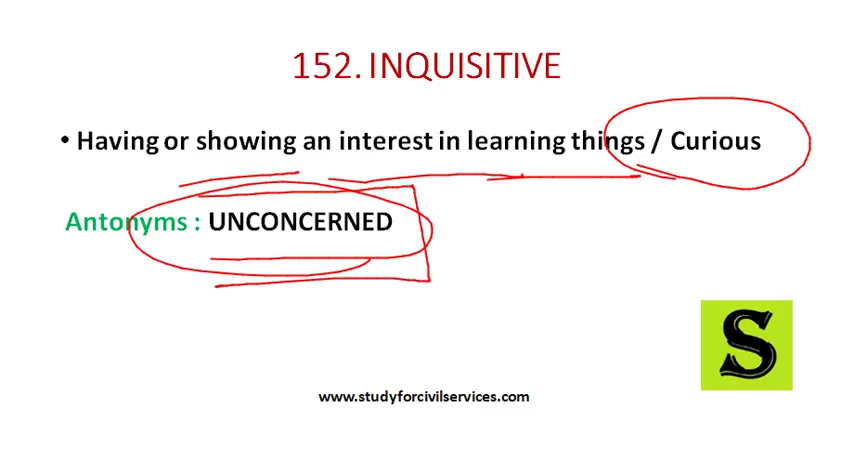 152. INQUISITIVE
• Having or showing an interest in learning things / Curious
Antonyms : UNCONCERNED
S
www.studyforcivilservices.com